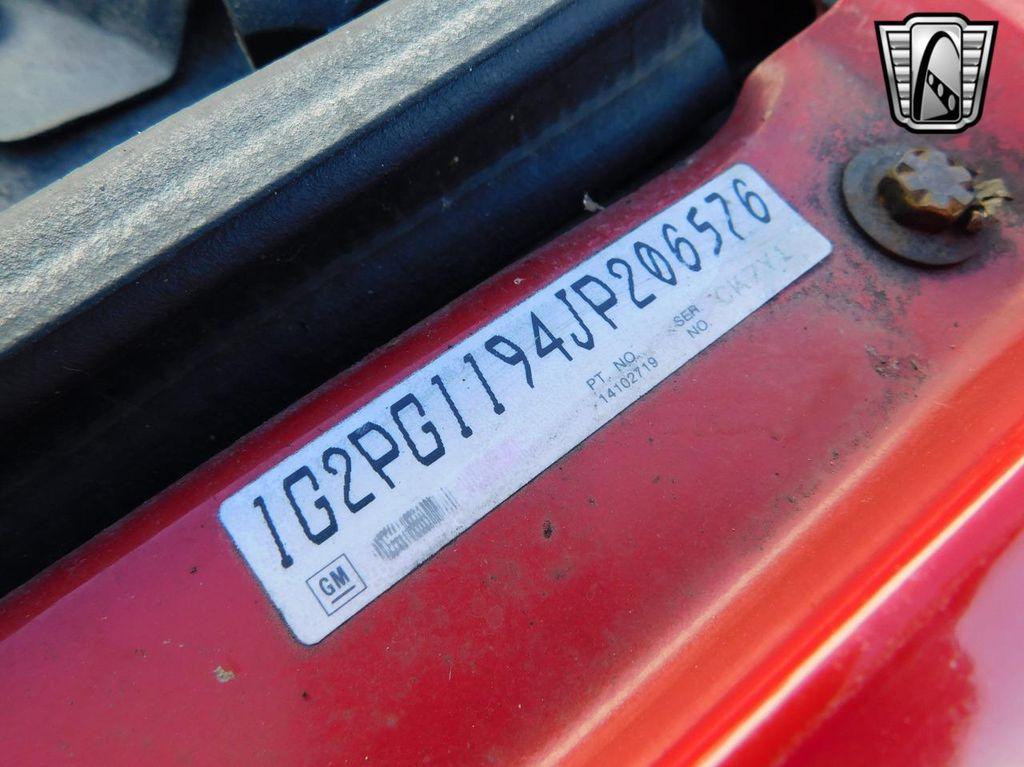 1G2PG1194JP206576
PT. NO. SER
14102719 NO.
GM